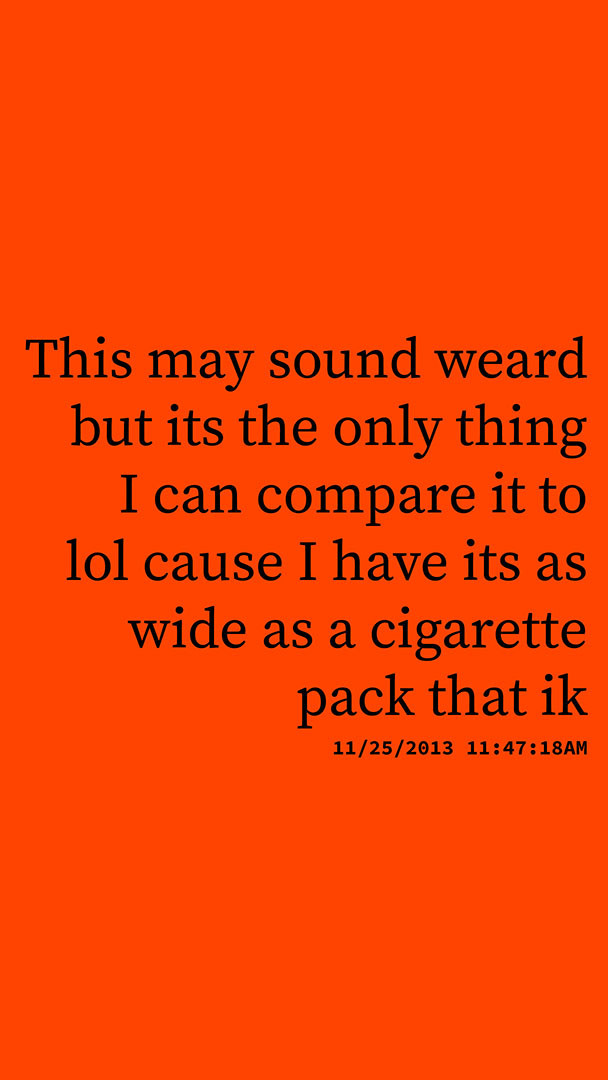 This may sound weard
but its the only thing
I can compare it to
lol cause I have its as
wide as a cigarette
pack that ik
11/25/2013 11:47:18AM